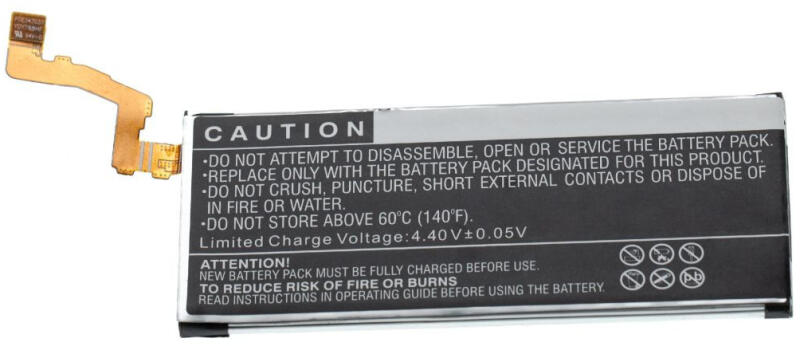 CAUTION
•DO NOT ATTEMPT TO DISASSEMBLE, OPEN OR SERVICE THE BATTERY PACK.
•REPLACE ONLY WITH THE BATTERY PACK DESIGNATED FOR PRODUCT.
•DO NOT CRUSH, PUNCTURE, SHORT EXTERNAL CONTACTS OR DISPOSE OF
IN FIRE OR WATER.
•DO NOT STORE ABOVE 60°C (140°F).
Limited Charge Voltage: 4.40V±0.05V
ATTENTION!
NEW BATTERY PACK MUST BE FULLY CHARGED BEFORE USE.
TO REDUCE RISK OF FIRE OR BURNS
READ INSTRUCTIONS IN OPERATING GUIDE BEFORE USING THE BATTERY PACK.
Pb